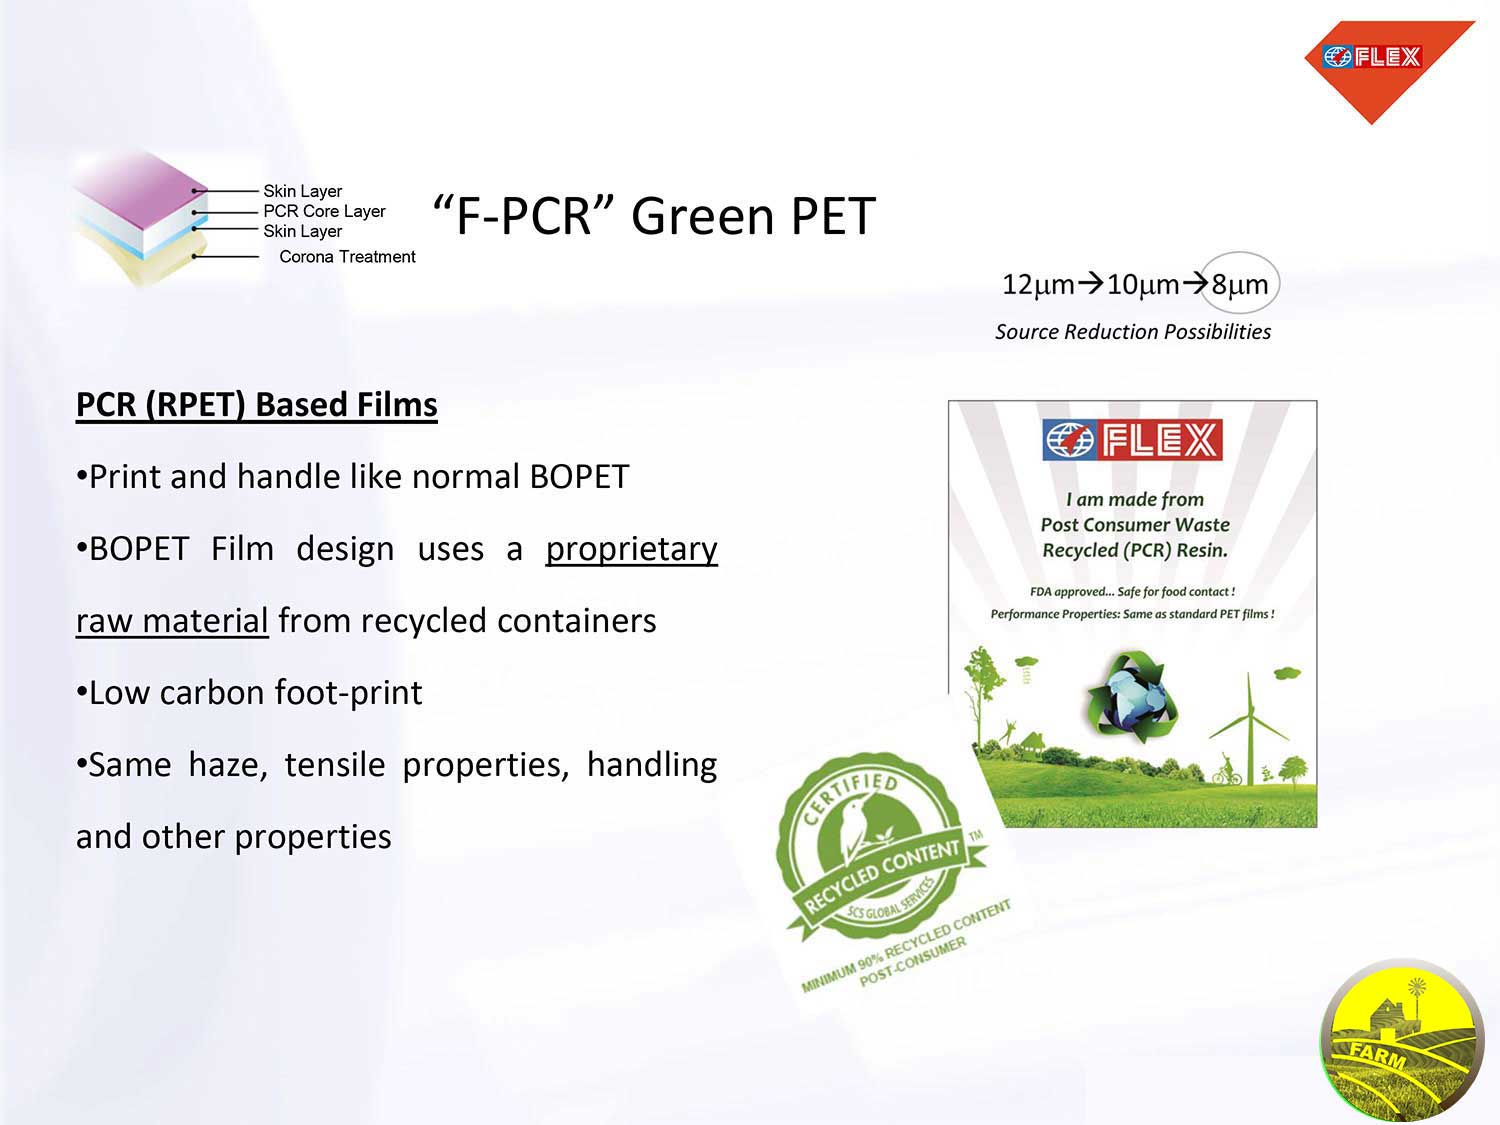 FLEX
Skin Layer
PCR Core Layer
Skin Layer
Corona Treatment
“F-PCR” Green PET
12μm→10μm→8μm
Source Reduction Possibilities
PCR (RPET) Based Films
•Print and handle like normal BOPET
•BOPET Film design uses a proprietary
raw material from recycled containers
•Low carbon foot-print
•Same haze, tensile properties, handling
and other properties
FLEX
I am made from
Post Consumer Waste
Recycled (PCR) Resin.
FDA approved... Safe for food contact !
Performance Properties: Same as standard PET films !
CERTIFIED
RECYCLED CONTENT TM
SCS GLOBAL SERVICES
MINIMUM 90% RECYCLED CONTENT
POST-CONSUMER
FARM